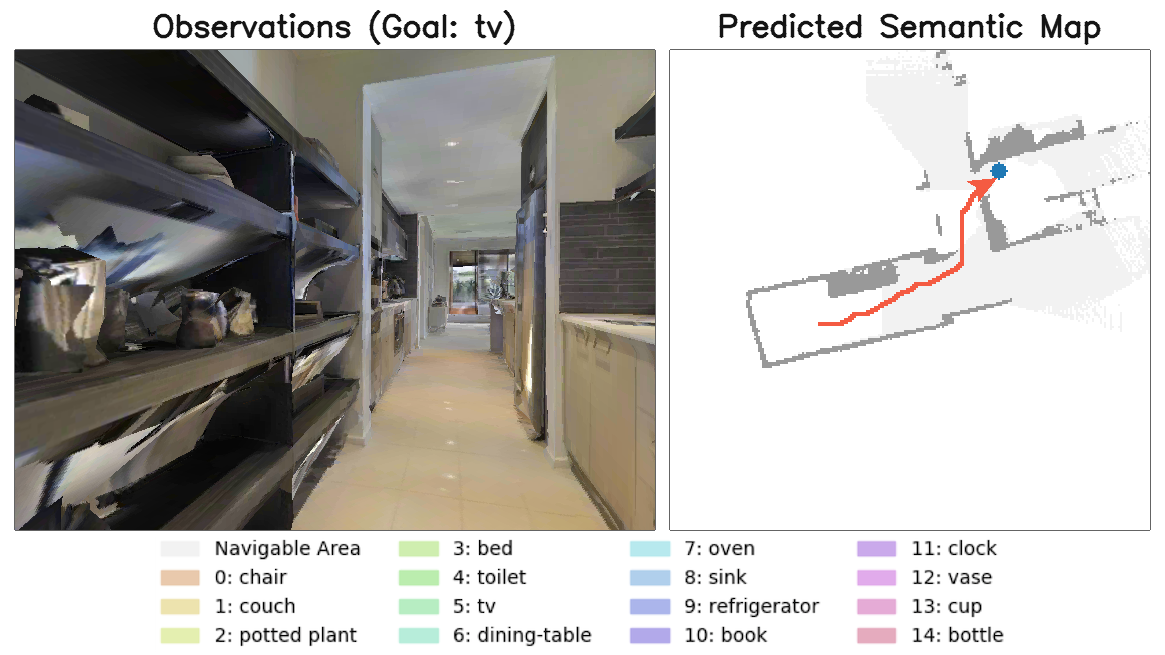 Observations (Goal: tv)
Predicted Semantic Map
Navigable Area
0: chair
1: couch
2: potted plant
3: bed
4: toilet
5: tv
6: dining-table
7: oven
8: sink
9: refrigerator
10: book
11: clock
12: vase
13: cup
14: bottle